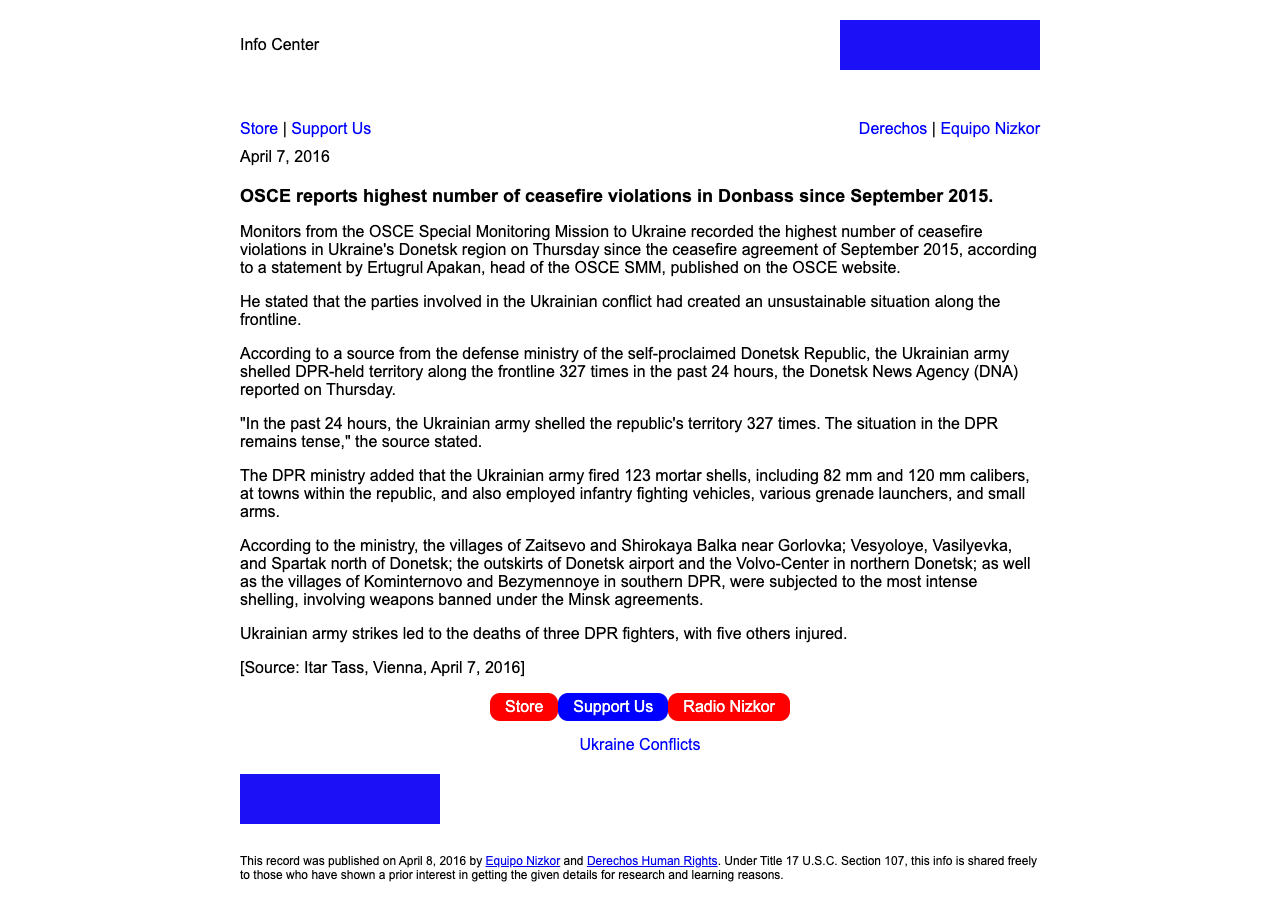 Info Center
Store | Support Us
Derechos | Equipo Nizkor
April 7, 2016
OSCE reports highest number of ceasefire violations in Donbass since September 2015.
Monitors from the OSCE Special Monitoring Mission to Ukraine recorded the highest number of ceasefire
violations in Ukraine's Donetsk region on Thursday since the ceasefire agreement of September 2015, according
to a statement by Ertugrul Apakan, head of the OSCE SMM, published on the OSCE website.
He stated that the parties involved in the Ukrainian conflict had created an unsustainable situation along the
frontline.
According to a source from the defense ministry of the self-proclaimed Donetsk Republic, the Ukrainian army
shelled DPR-held territory along the frontline 327 times in the past 24 hours, the Donetsk News Agency (DNA)
reported on Thursday.
"In the past 24 hours, the Ukrainian army shelled the republic's territory 327 times. The situation in the DPR
remains tense," the source stated.
The DPR ministry added that the Ukrainian army fired 123 mortar shells, including 82 mm and 120 mm calibers,
at towns within the republic, and also employed infantry fighting vehicles, various grenade launchers, and small
arms.
According to the ministry, the villages of Zaitsevo and Shirokaya Balka near Gorlovka; Vesyoloye, Vasilyevka,
and Spartak north of Donetsk; the outskirts of Donetsk airport and the Volvo-Center in northern Donetsk; as well
as the villages of Kominternovo and Bezymennoye in southern DPR, were subjected to the most intense
shelling, involving weapons banned under the Minsk agreements.
Ukrainian army strikes led to the deaths of three DPR fighters, with five others injured.
[Source: Itar Tass, Vienna, April 7, 2016]
Store Support Us Radio Nizkor
Ukraine Conflicts
This record was published on April 8, 2016 by Equipo Nizkor and Derechos Human Rights. Under Title 17 U.S.C. Section 107, this info is shared freely
to those who have shown a prior interest in getting the given details for research and learning reasons.